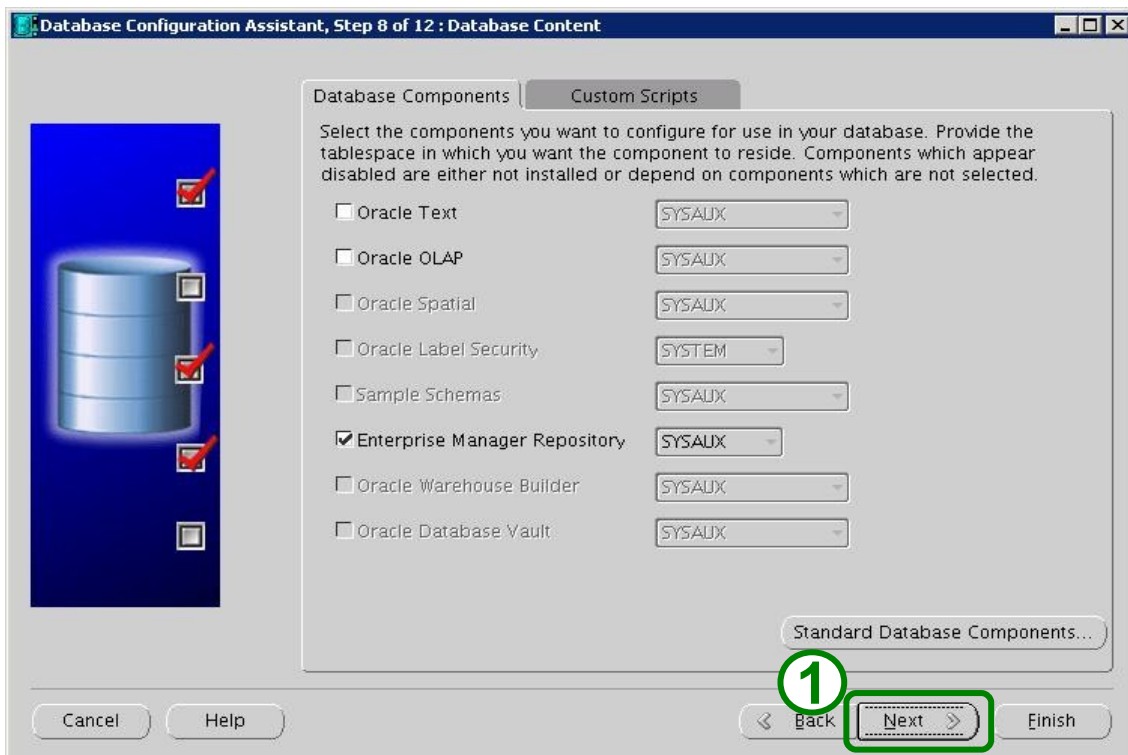 Database Configuration Assistant, Step 8 of 12 : Database Content
Database Components
Custom Scripts
Select the components you want to configure for use in your database. Provide the
tablespace in which you want the component to reside. Components which appear
disabled are either not installed or depend on components which are not selected.
Oracle Text SYSAUX
Oracle OLAP SYSAUX
Oracle Spatial SYSAUX
Oracle Label Security SYSTEM
Sample Schemas SYSAUX
Enterprise Manager Repository SYSAUX
Oracle Warehouse Builder SYSAUX
Oracle Database Vault SYSAUX
Standard Database Components...
1
Cancel Help Back Next Finish